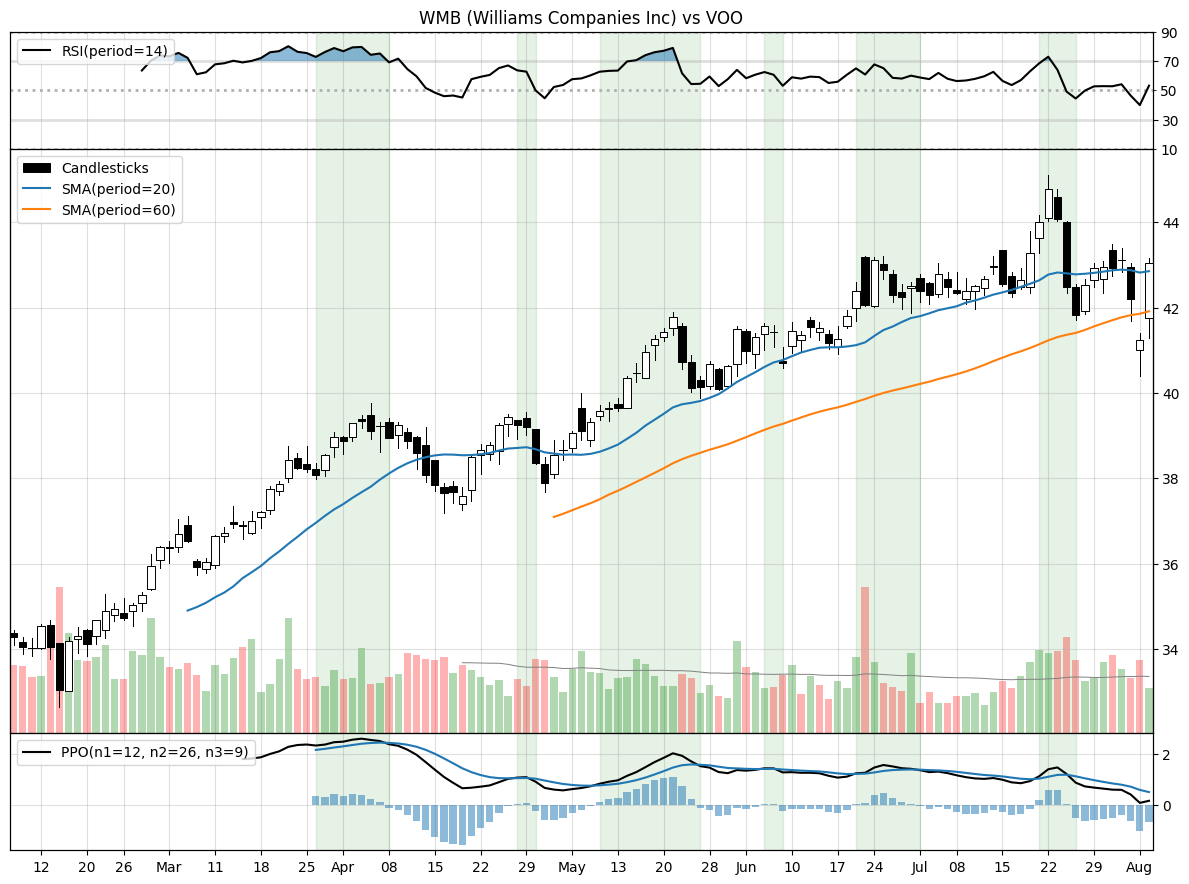 WMB (Williams Companies Inc) vs VOO
RSI(period=14)
90
70
50
30
10
Candlesticks
SMA(period=20)
SMA(period=60)
44
42
40
38
36
34
PPO(n1=12, n2=26, n3=9)
2
0
12 20 26 Mar 11 18 25 Apr 08 15 22 29 May 13 20 28 Jun 10 17 24 Jul 08 15 22 29 Aug